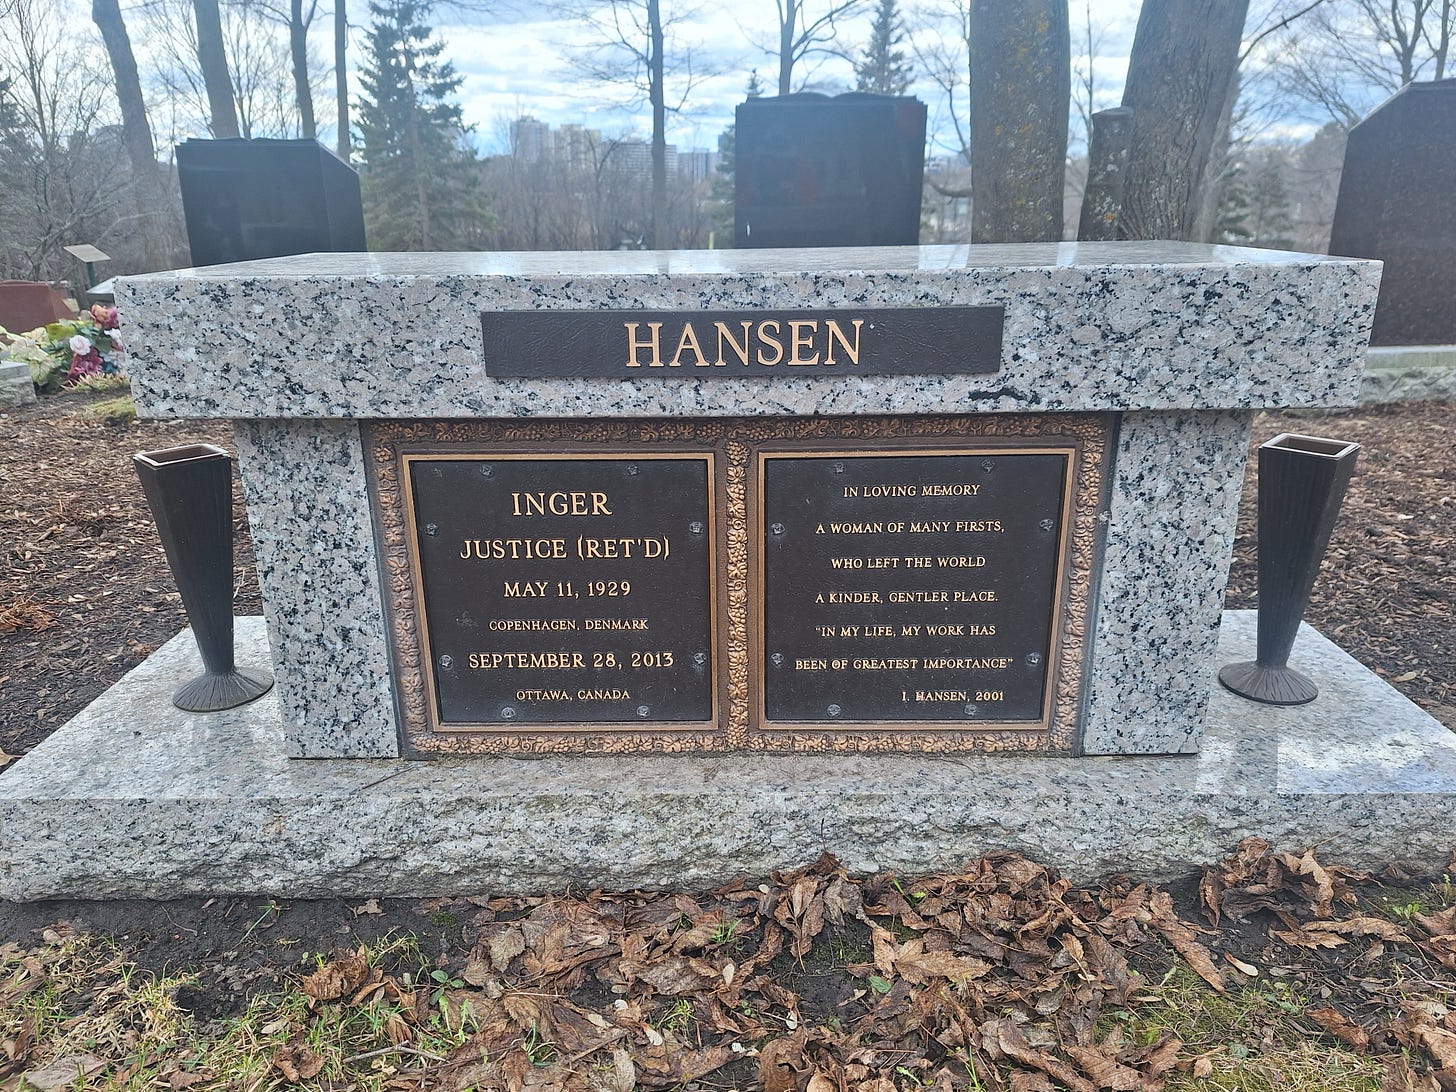 HANSEN
INGER
JUSTICE (RET'D)
MAY 11, 1929
COPENHAGEN, DENMARK
SEPTEMBER 28, 2013
OTTAWA, CANADA
IN LOVING MEMORY
A WOMAN OF MANY FIRSTS,
WHO LEFT THE WORLD
A KINDER, GENTLER PLACE.
"IN MY LIFE, MY WORK HAS
BEEN OF GREATEST IMPORTANCE"
I. HANSEN, 2001